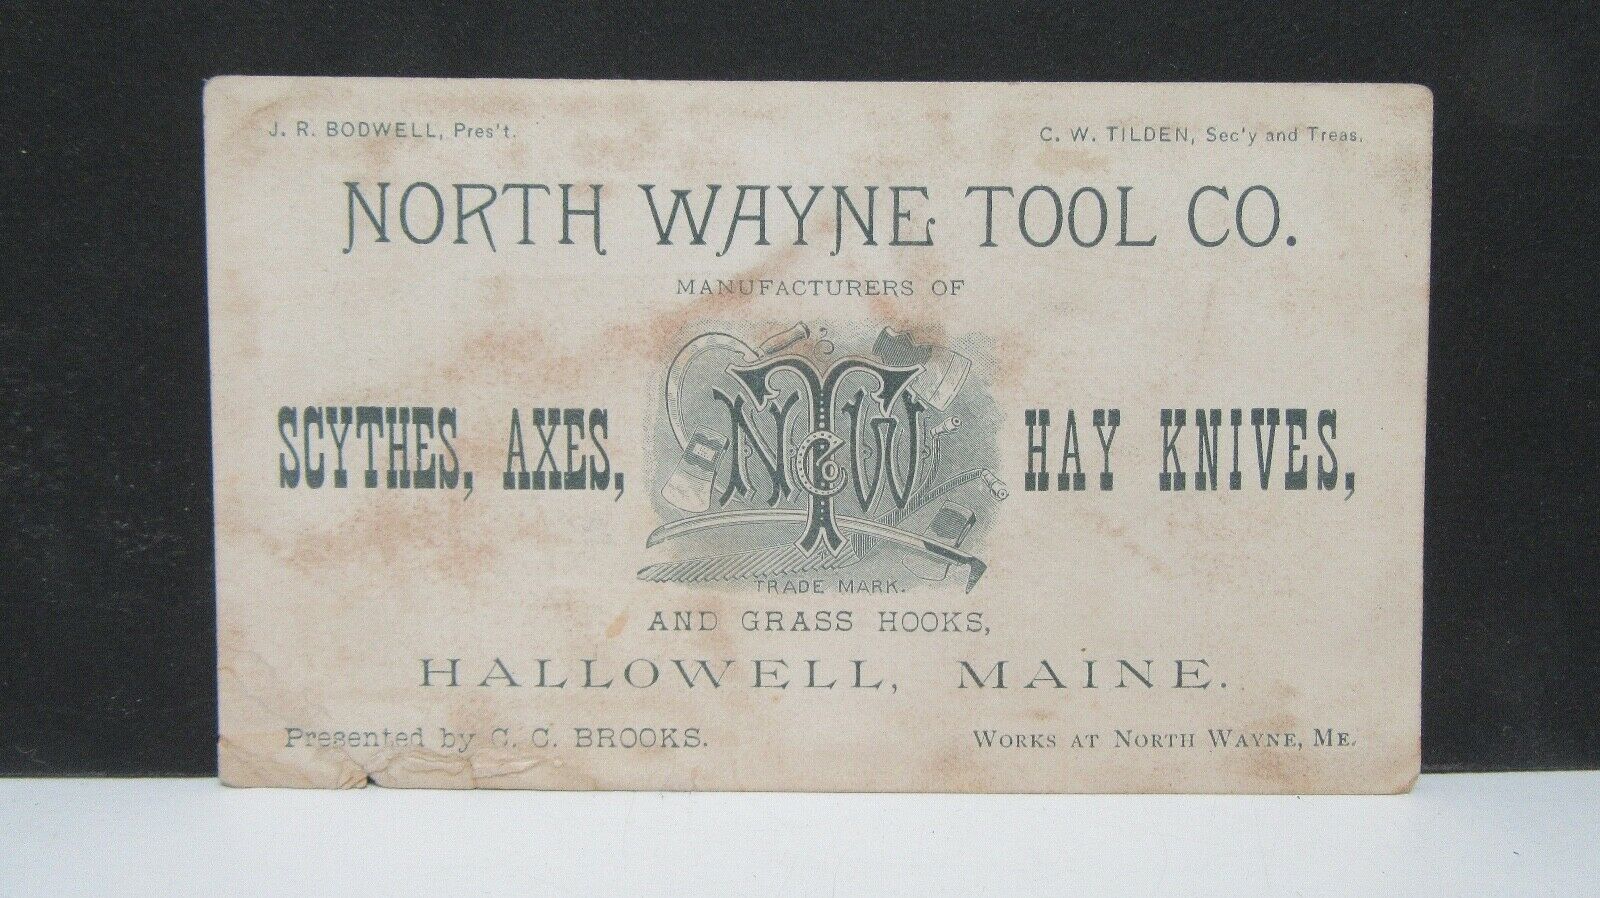 J. R. BODWELL, Pres't.
C. W. TILDEN, Sec'y and Treas.
NORTH WAYNE TOOL CO.
MANUFACTURERS OF
SCYTHES, AXES,
N T W
Co
HAY KNIVES,
TRADE MARK.
AND GRASS HOOKS,
HALLOWELL, MAINE.
Presented by C. C. BROOKS.
WORKS AT NORTH WAYNE, ME.